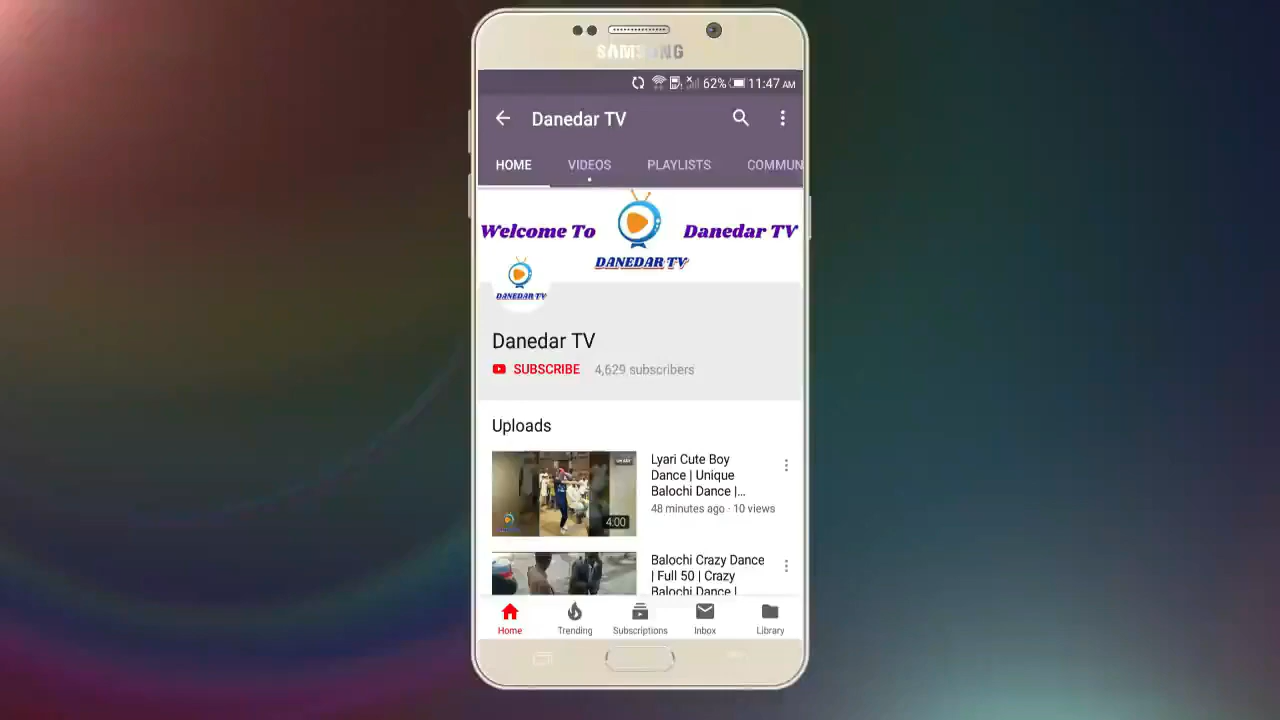 SAMSUNG
62% 11:47 AM
Danedar TV
HOME VIDEOS PLAYLISTS COMMUN
Welcome To Danedar TV
DANEDAR TV
DANEDAR TV
Danedar TV
SUBSCRIBE 4,629 subscribers
Uploads
Lyari Cute Boy
Dance | Unique
Balochi Dance |...
48 minutes ago · 10 views
4:00
Balochi Crazy Dance
| Full 50 | Crazy
Balochi Dance |
Home Trending Subscriptions Inbox Library